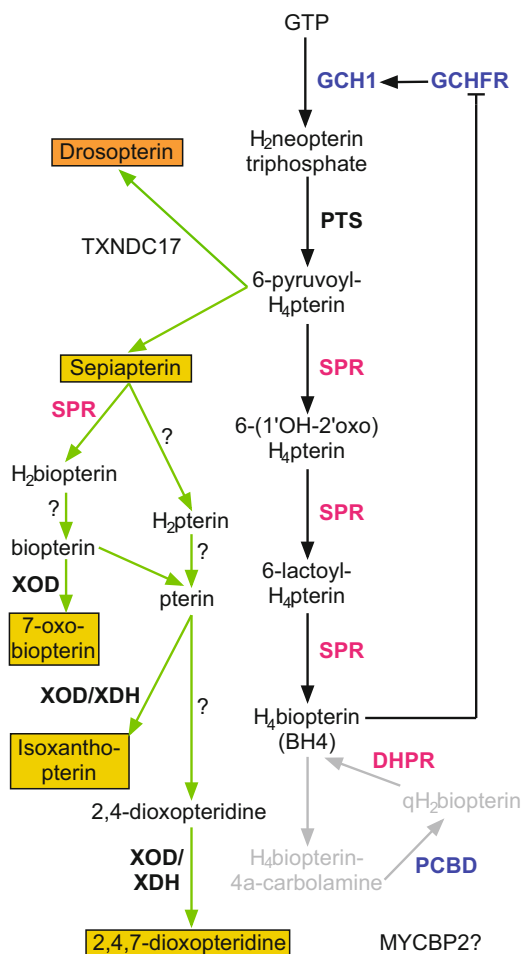 GTP
GCH1
GCHFR
H2neopterin
triphosphate
Drosopterin
PTS
TXNDC17
6-pyruvoyl-
H4pterin
Sepiapterin
SPR
SPR
?
6-(1'OH-2'oxo)
H4pterin
H2biopterin
?
H2pterin
SPR
biopterin
?
XOD
pterin
6-lactoyl-
H4pterin
7-oxo-
biopterin
SPR
XOD/XDH
?
H4biopterin
(BH4)
Isoxantho-
pterin
DHPR
qH2biopterin
2,4-dioxopteridine
H4biopterin-
4a-carbolamine
PCBD
XOD/
XDH
2,4,7-dioxopteridine
MYCBP2?